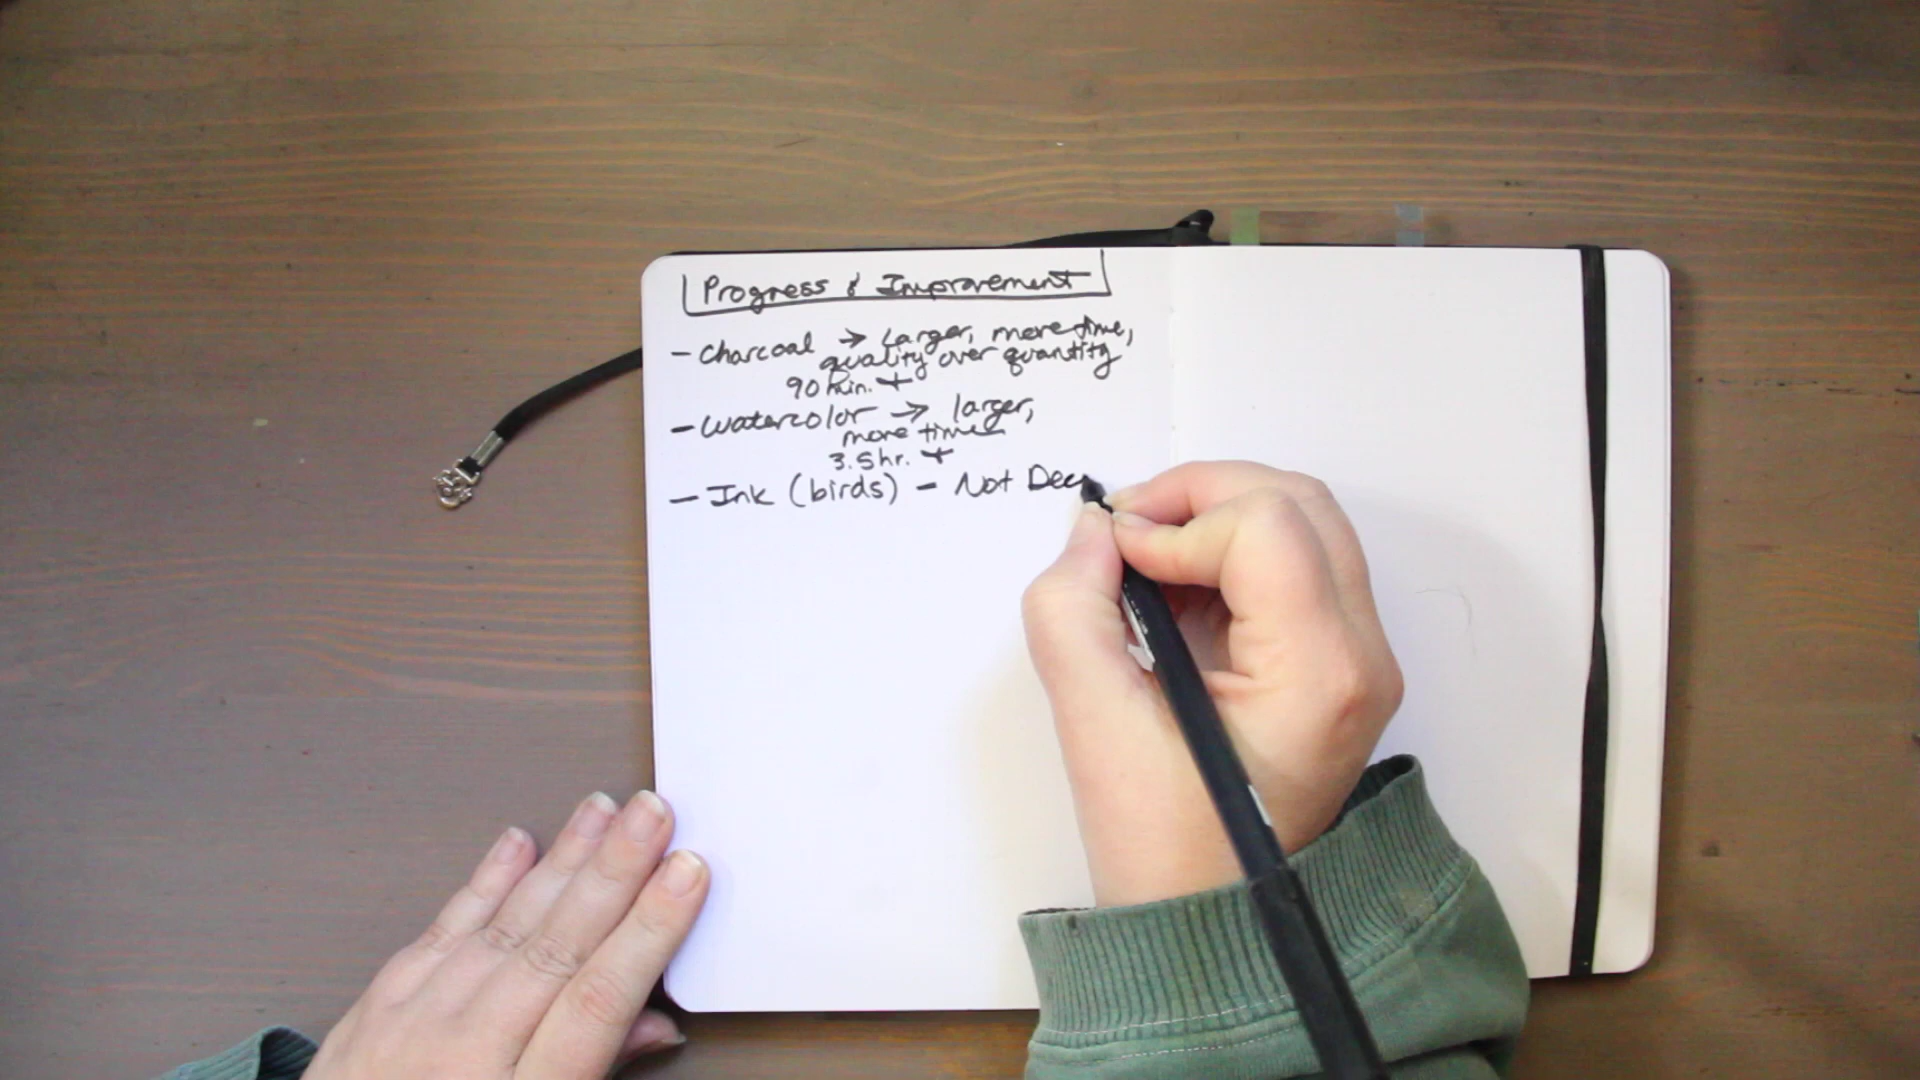 Progress & Improvement
- Charcoal → Larger, more time,
quality over quantity
90 min. +
- Watercolor → larger,
more time
3.5 hr. +
- Ink (birds) - Not Dec